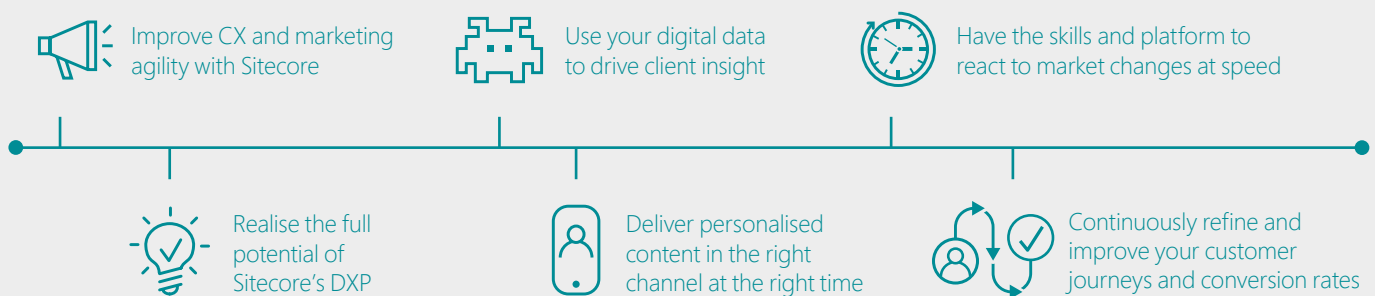 Improve CX and marketing
agility with Sitecore
Use your digital data
to drive client insight
Have the skills and platform to
react to market changes at speed
Realise the full
potential of
Sitecore's DXP
Deliver personalised
content in the right
channel at the right time
Continuously refine and
improve your customer
journeys and conversion rates